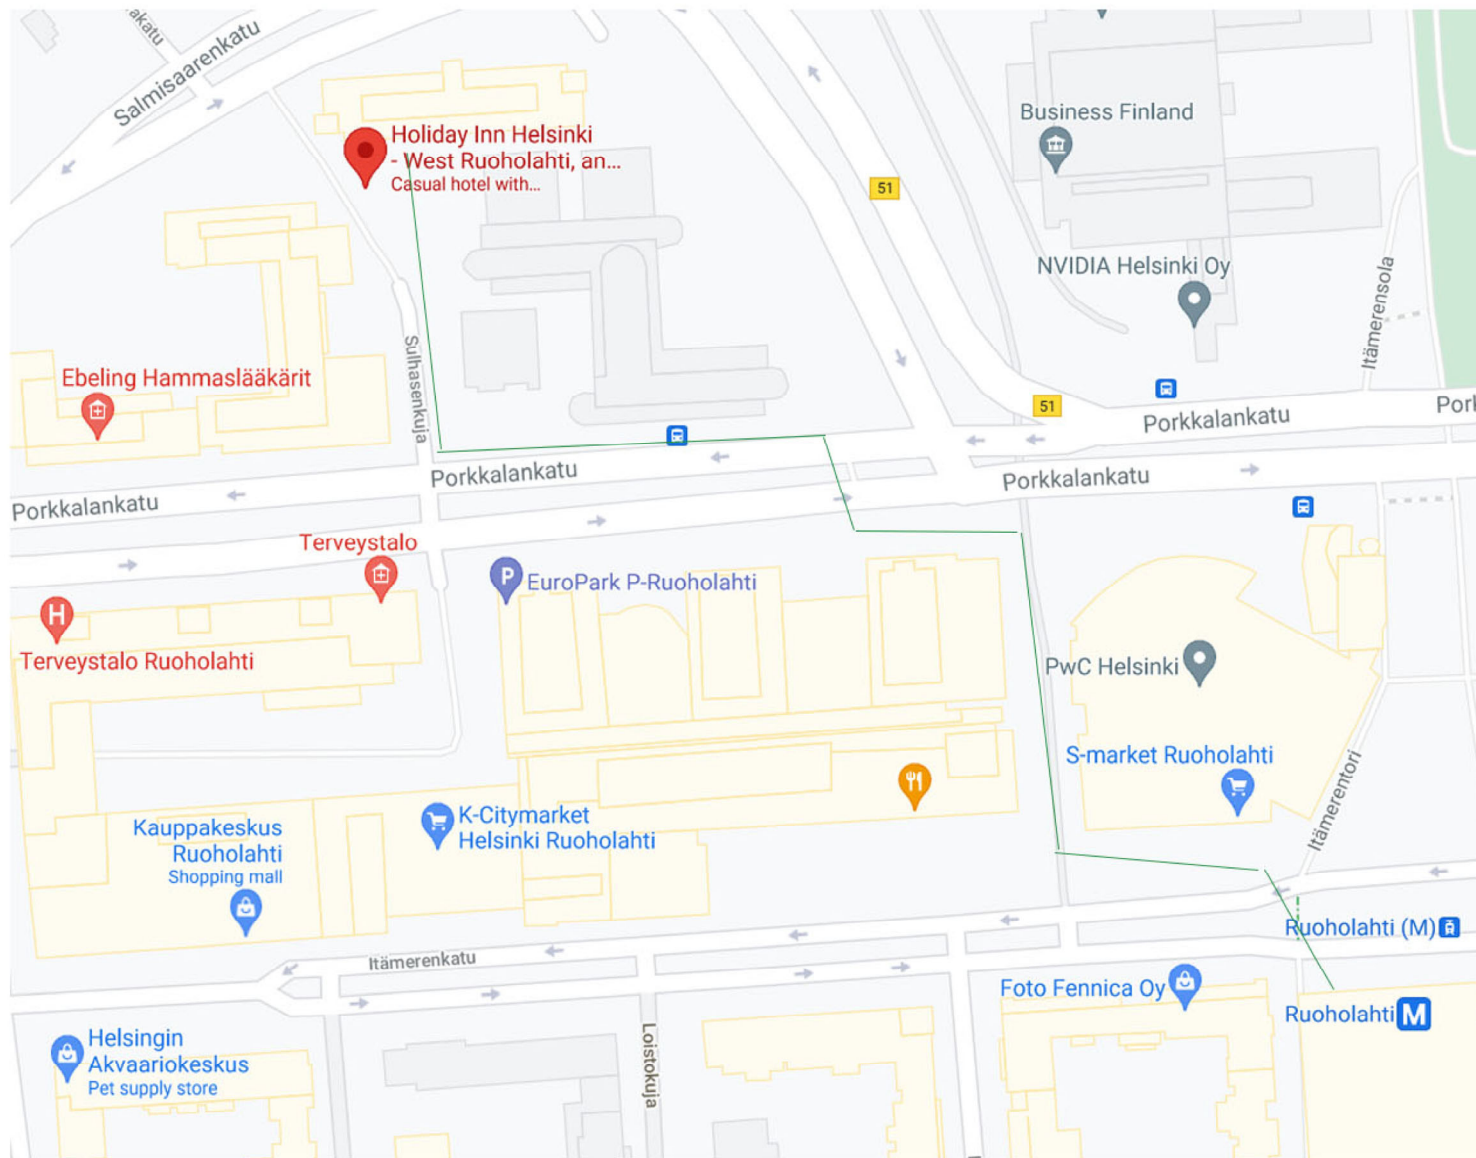 akatu
Salmisaarenkatu
Holiday Inn Helsinki
- West Ruoholahti, an...
Casual hotel with...
51
Business Finland
NVIDIA Helsinki Oy
Itämerensola
Sulhasenkuja
Ebeling Hammaslääkärit
51
Porkkalankatu
Pork
Porkkalankatu
Porkkalankatu
Porkkalankatu
Terveystalo
P
EuroPark P-Ruoholahti
H
Terveystalo Ruoholahti
PwC Helsinki
S-market Ruoholahti
Itämerentori
K-Citymarket
Helsinki Ruoholahti
Kauppakeskus
Ruoholahti
Shopping mall
Ruoholahti (M)
Itämerenkatu
Foto Fennica Oy
Ruoholahti M
Loistokuja
Helsingin
Akvaariokeskus
Pet supply store